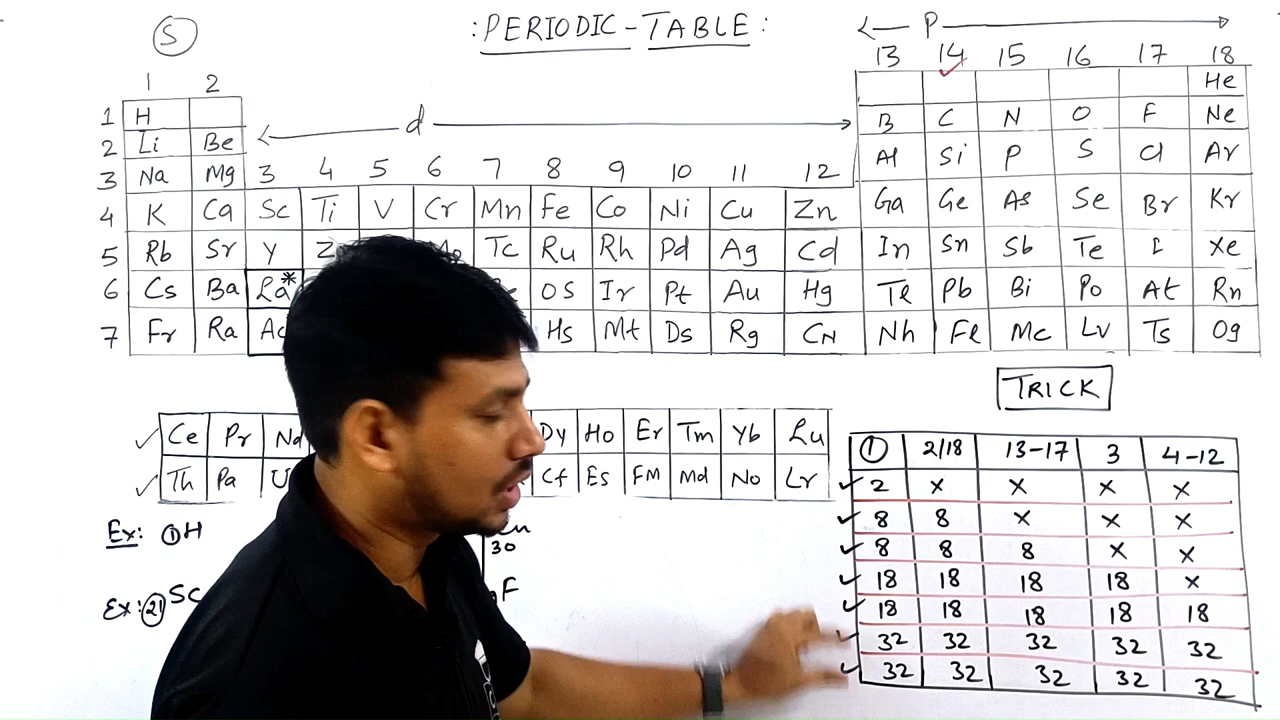 S
: PERIODIC-TABLE :
P
13 14 15 16 17 18
1 2
He
1 H
d
B C N O F Ne
2 Li Be
3 Na Mg
Al Si P S Cl Ar
3 4 5 6 7 8 9 10 11 12
4 K Ca Sc Ti V Cr Mn Fe Co Ni Cu Zn Ga Ge As Se Br Kr
5 Rb Sr Y Tc Ru Rh Pd Ag Cd In Sn Sb Te I Xe
6 Cs Ba La* Os Ir Pt Au Hg Tl Pb Bi Po At Rn
7 Fr Ra Ac Hs Mt Ds Rg CN Nh Fl Mc Lv Ts Og
TRICK
Ce Pr Nd Dy Ho Er Tm Yb Lu
Th Pa U Cf Es FM Md No Lr
1 2/18 13-17 3 4-12
2 x x x x
8 8 x x x
8 8 8 x x
18 18 18 18 x
18 18 18 18 18
32 32 32 32 32
32 32 32 32 32
Ex: 1 H
30
Ex: 21 Sc
F